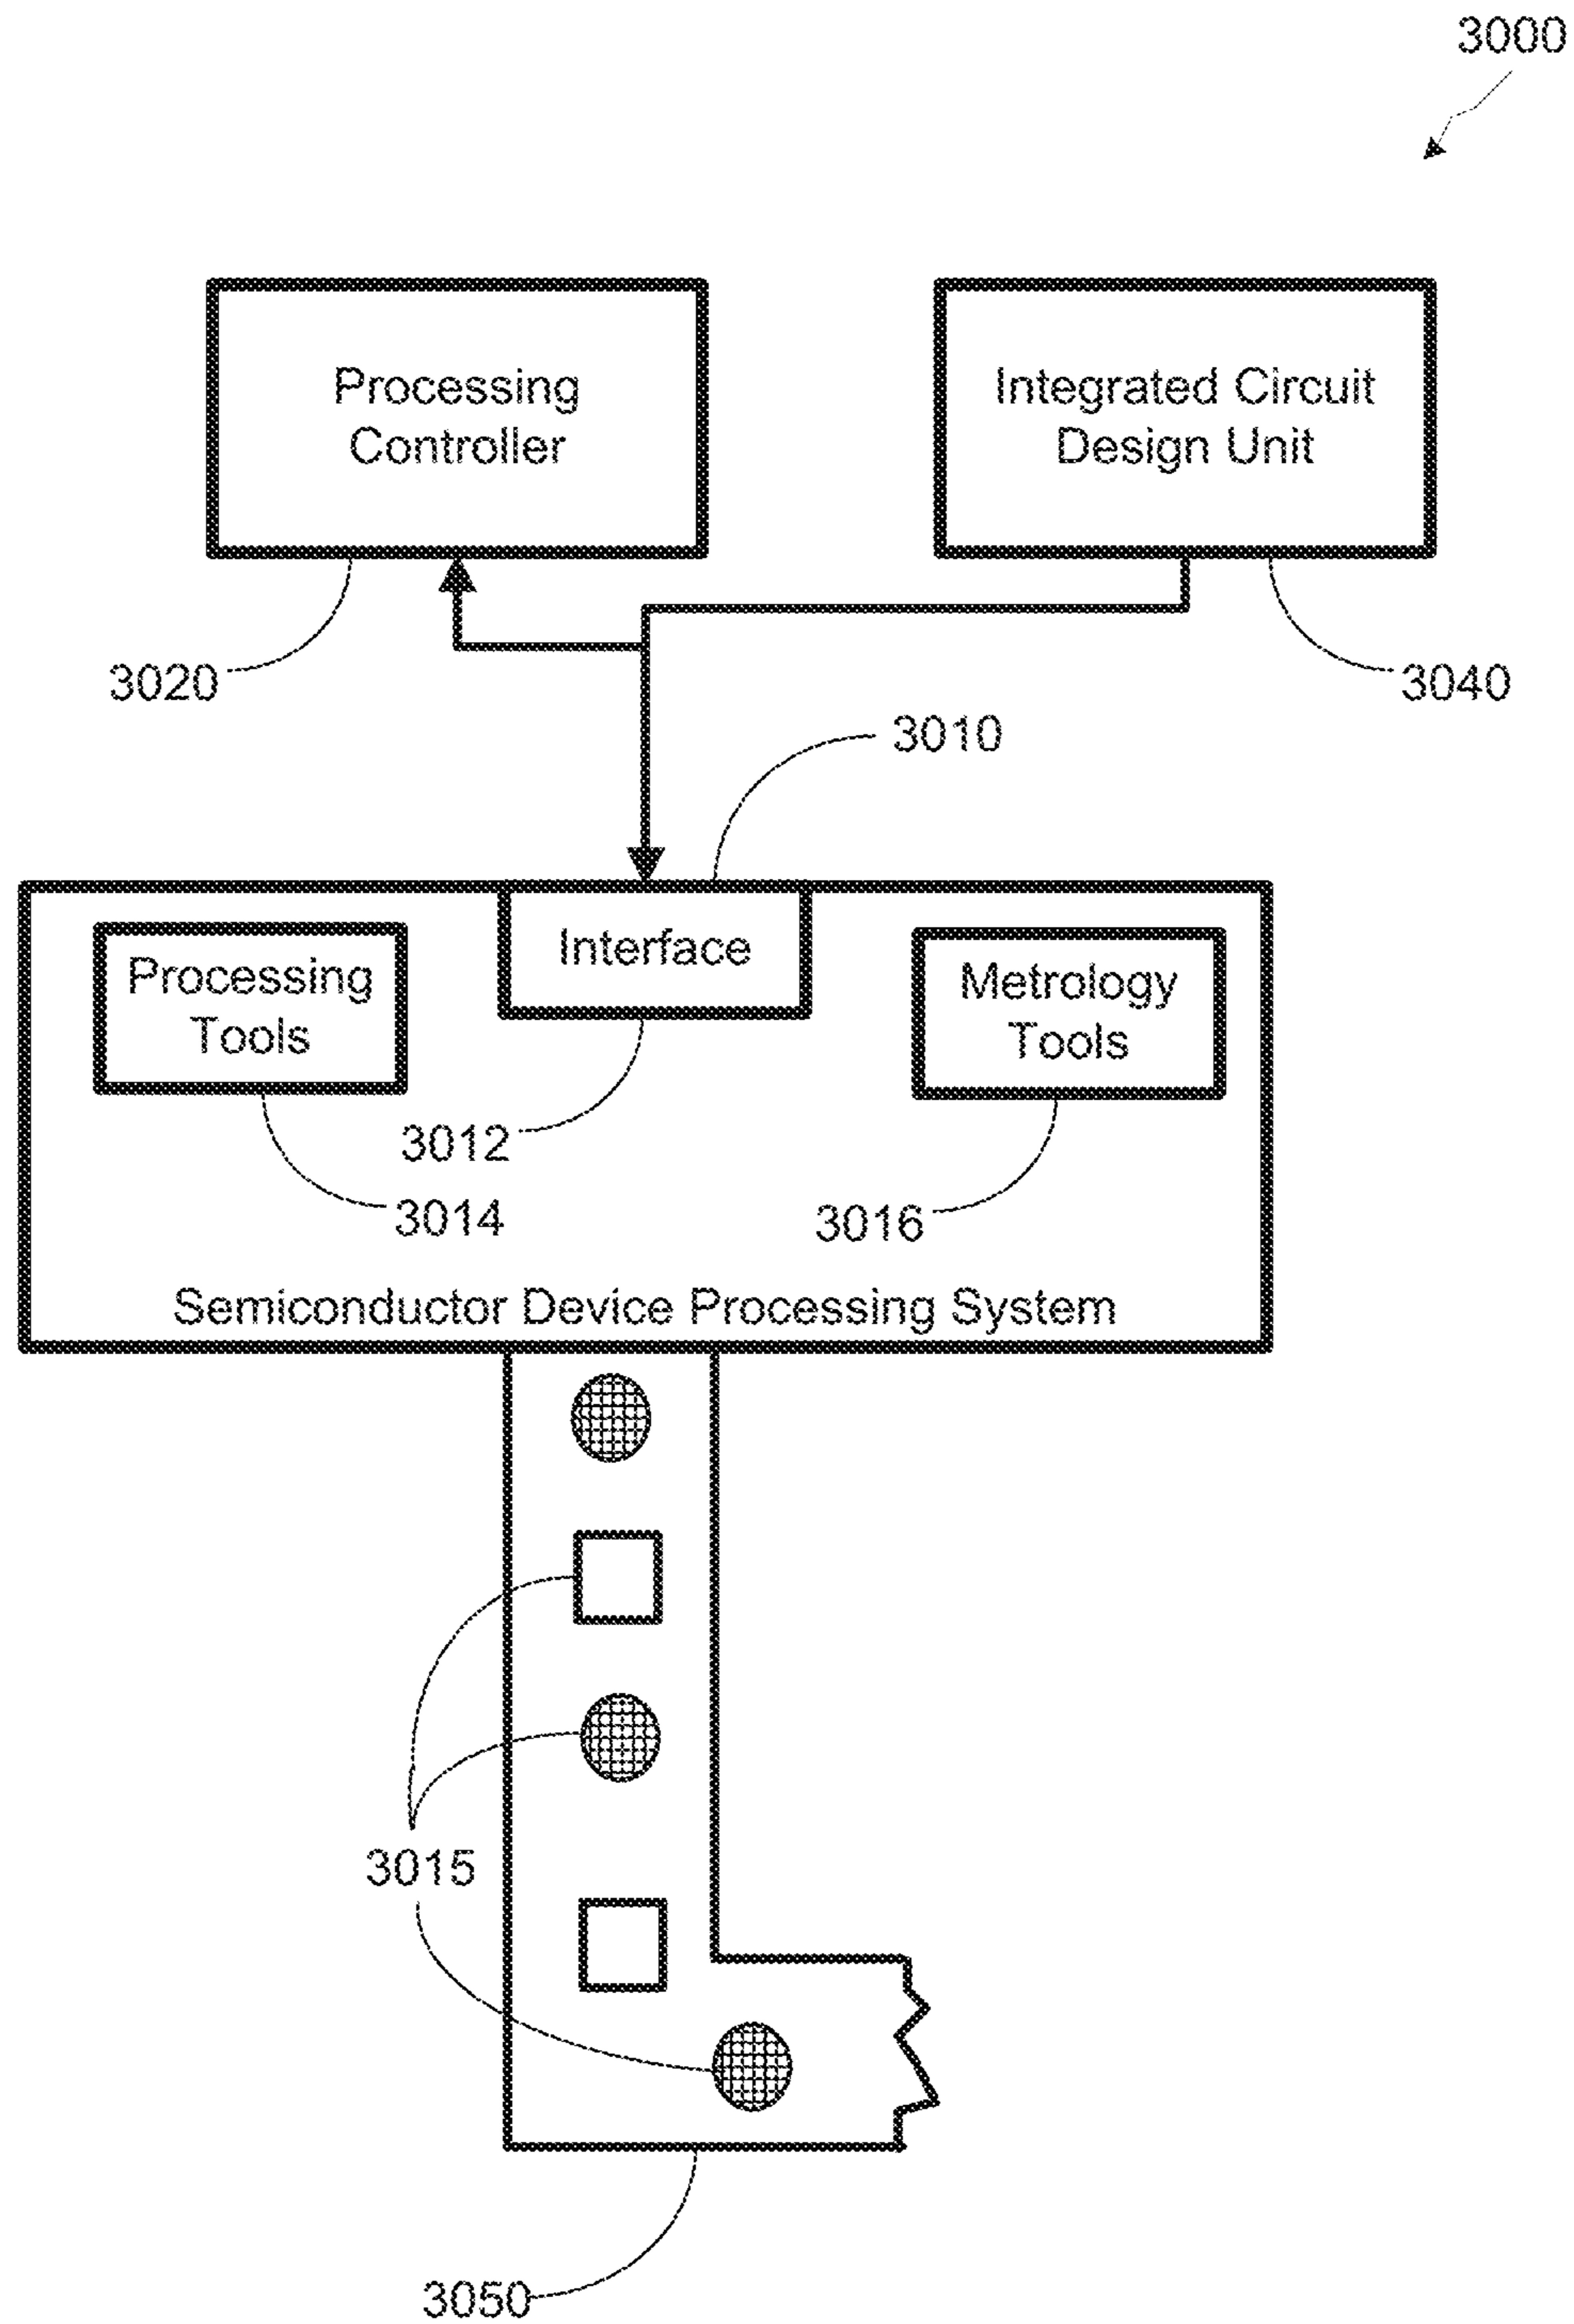 3000
Processing
Controller
Integrated Circuit
Design Unit
3020
3040
3010
Interface
Processing
Tools
Metrology
Tools
3012
3014
3016
Semiconductor Device Processing System
3015
3050